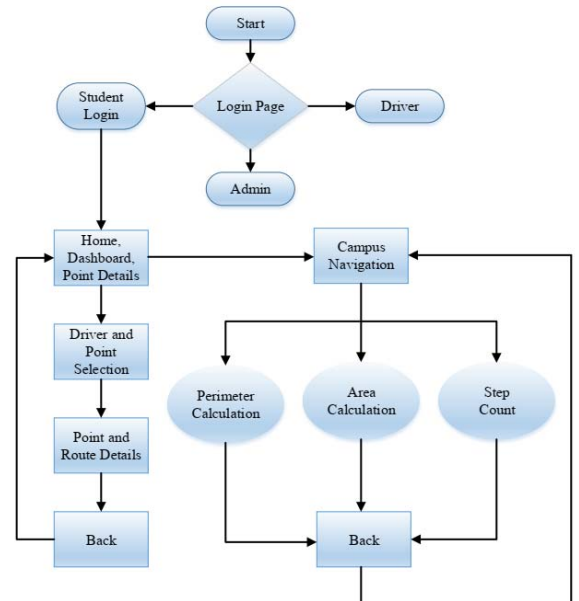 Start
Login Page
Student
Login
Driver
Admin
Home,
Dashboard,
Point Details
Campus
Navigation
Driver and
Point
Selection
Perimeter
Calculation
Area
Calculation
Step
Count
Point and
Route Details
Back
Back